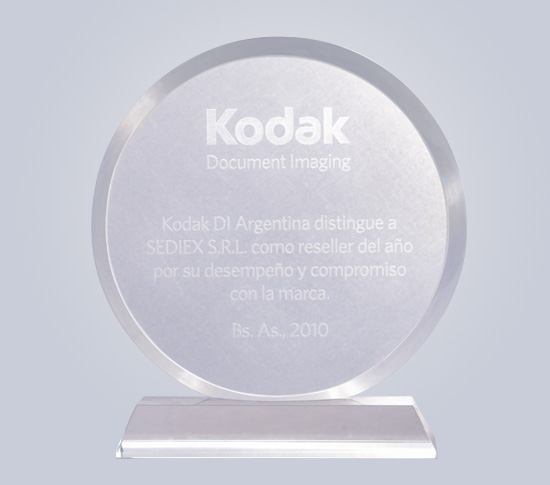 Kodak
Document Imaging
Kodak DI Argentina distingue a
SEDIEX S.R.L. como reseller del año
por su desempeño y compromiso
con la marca.
Bs. As., 2010